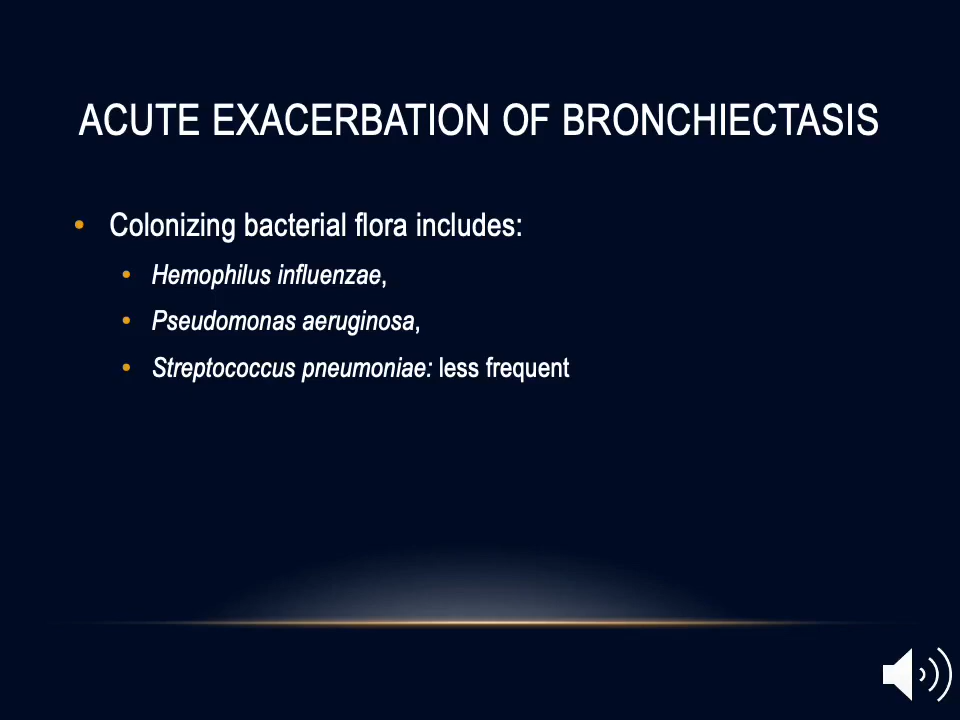 ACUTE EXACERBATION OF BRONCHIECTASIS
• Colonizing bacterial flora includes:
• Hemophilus influenzae,
• Pseudomonas aeruginosa,
• Streptococcus pneumoniae: less frequent